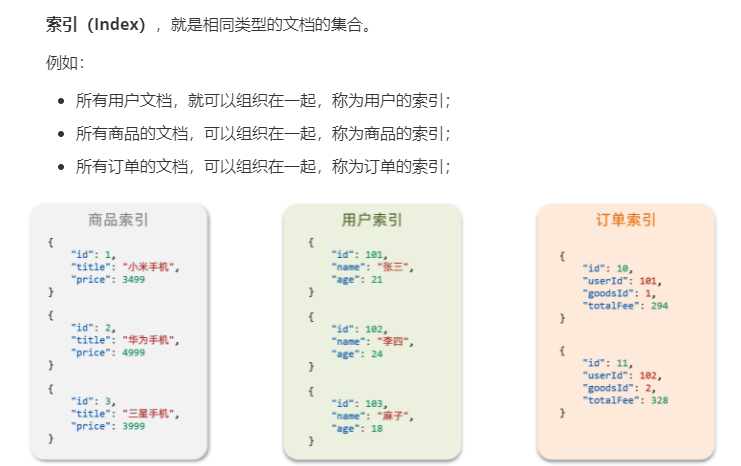 索引（Index），就是相同类型的文档的集合。
例如：
所有用户文档，就可以组织在一起，称为用户的索引；
所有商品的文档，可以组织在一起，称为商品的索引；
所有订单的文档，可以组织在一起，称为订单的索引；
商品索引
{
"id": 1,
"title": "小米手机",
"price": 3499
}
{
"id": 2,
"title": "华为手机",
"price": 4999
}
{
"id": 3,
"title": "三星手机",
"price": 3999
}
用户索引
{
"id": 101,
"name": "张三",
"age": 21
}
{
"id": 102,
"name": "李四",
"age": 24
}
{
"id": 103,
"name": "麻子",
"age": 18
}
订单索引
{
"id": 10,
"userId": 101,
"goodsId": 1,
"totalFee": 294
}
{
"id": 11,
"userId": 102,
"goodsId": 2,
"totalFee": 328
}